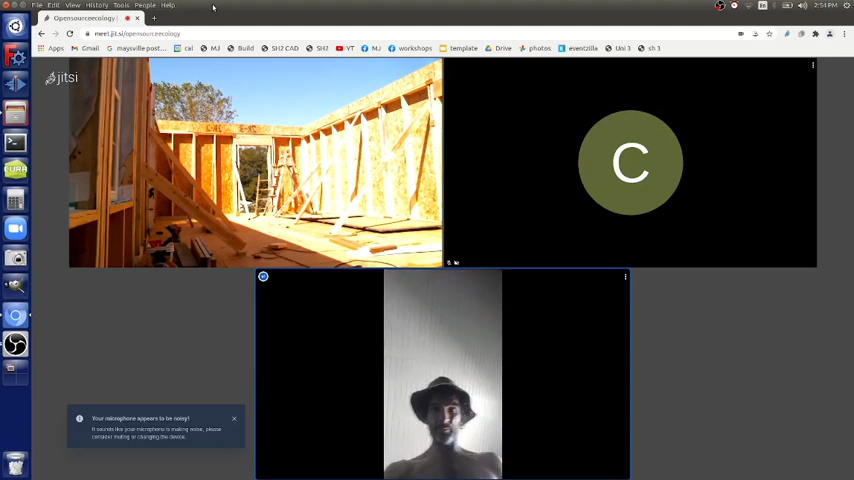 File Edit View History Tools People Help
En
2:54 PM
Opensourceecology |
meet.jit.si/opensourceecology
Apps
Gmail
maysville post...
cal
MJ
Build
SH2 CAD
SH2
YT
MJ
workshops
template
Drive
photos
eventzilla
Uni 3
sh 3
jitsi
C
CURA
Your microphone appears to be noisy!
It sounds like your microphone is making noise, please
consider muting or changing the device.